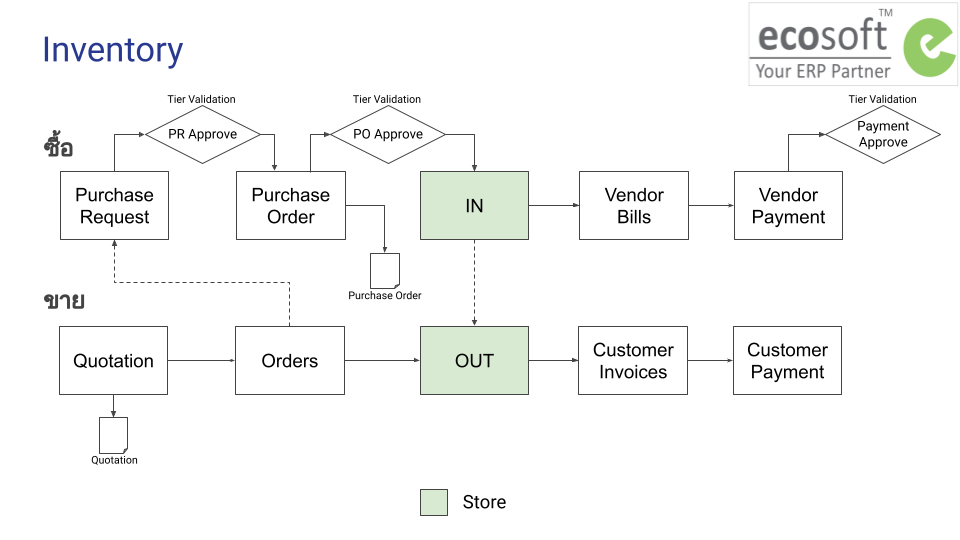 Inventory
ecosoft™
Your ERP Partner
Tier Validation
Tier Validation
Tier Validation
ซื้อ
PR Approve
PO Approve
Payment
Approve
Purchase
Request
Purchase
Order
IN
Vendor
Bills
Vendor
Payment
Purchase Order
ขาย
Quotation
Orders
OUT
Customer
Invoices
Customer
Payment
Quotation
Store